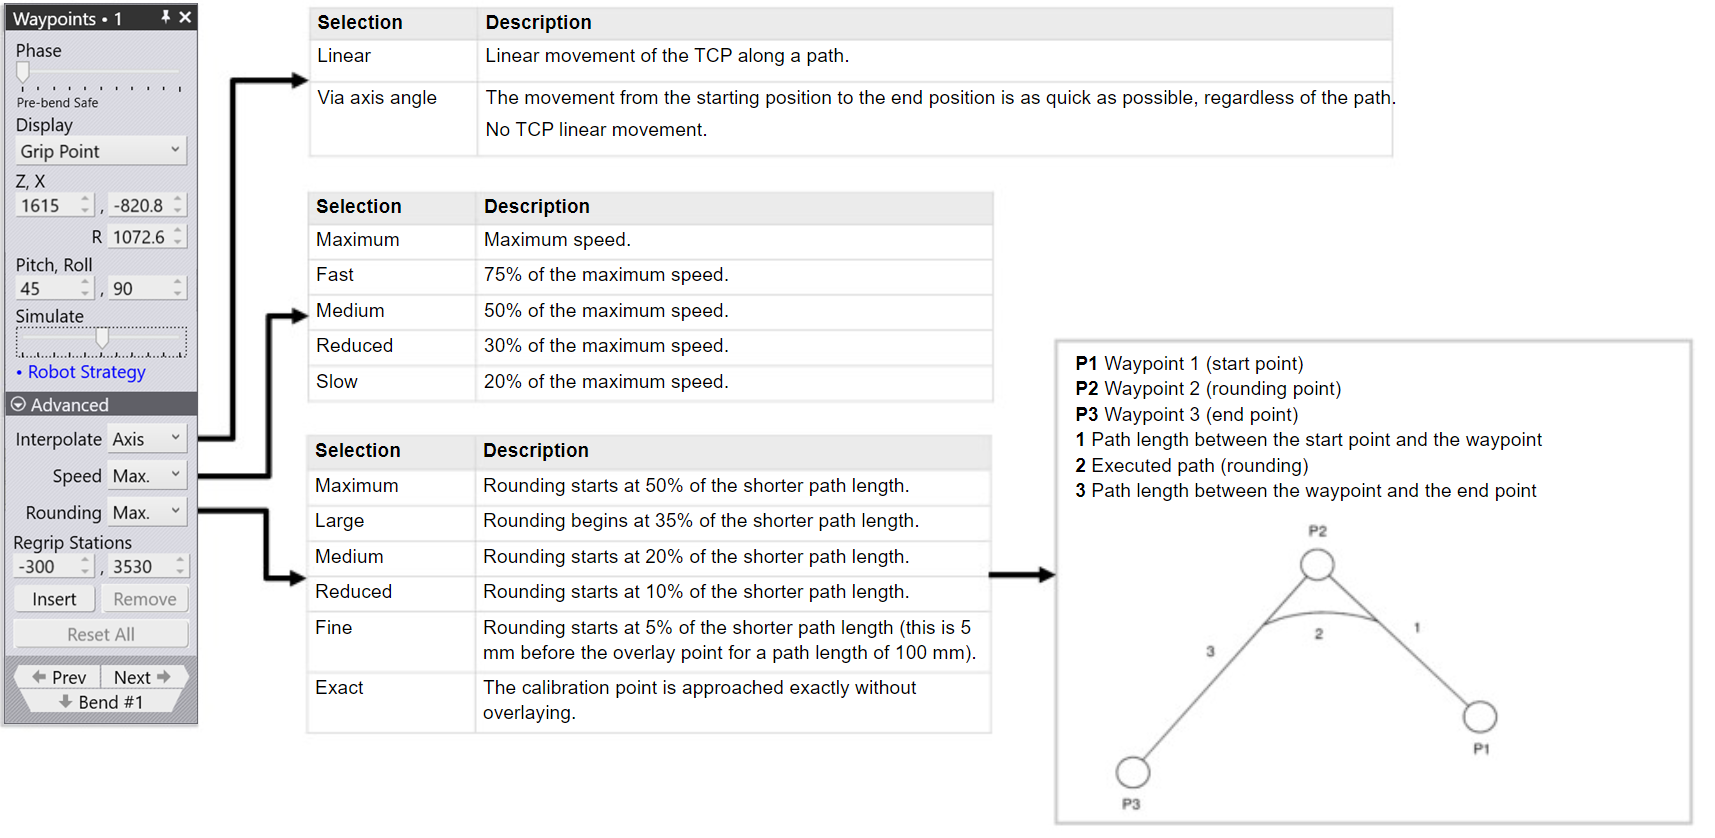 Waypoints • 1
Phase
Pre-bend Safe
Display
Grip Point
Z, X
1615 , -820.8
R 1072.6
Pitch, Roll
45 , 90
Simulate
• Robot Strategy
Advanced
Interpolate Axis
Speed Max.
Rounding Max.
Regrip Stations
-300 , 3530
Insert Remove
Reset All
Prev Next
Bend #1
Selection Description
Linear Linear movement of the TCP along a path.
Via axis angle The movement from the starting position to the end position is as quick as possible, regardless of the path.
No TCP linear movement.
Selection Description
Maximum Maximum speed.
Fast 75% of the maximum speed.
Medium 50% of the maximum speed.
Reduced 30% of the maximum speed.
Slow 20% of the maximum speed.
Selection Description
Maximum Rounding starts at 50% of the shorter path length.
Large Rounding begins at 35% of the shorter path length.
Medium Rounding starts at 20% of the shorter path length.
Reduced Rounding starts at 10% of the shorter path length.
Fine Rounding starts at 5% of the shorter path length (this is 5
mm before the overlay point for a path length of 100 mm).
Exact The calibration point is approached exactly without
overlaying.
P1 Waypoint 1 (start point)
P2 Waypoint 2 (rounding point)
P3 Waypoint 3 (end point)
1 Path length between the start point and the waypoint
2 Executed path (rounding)
3 Path length between the waypoint and the end point
P2
1
2
3
P1
P3